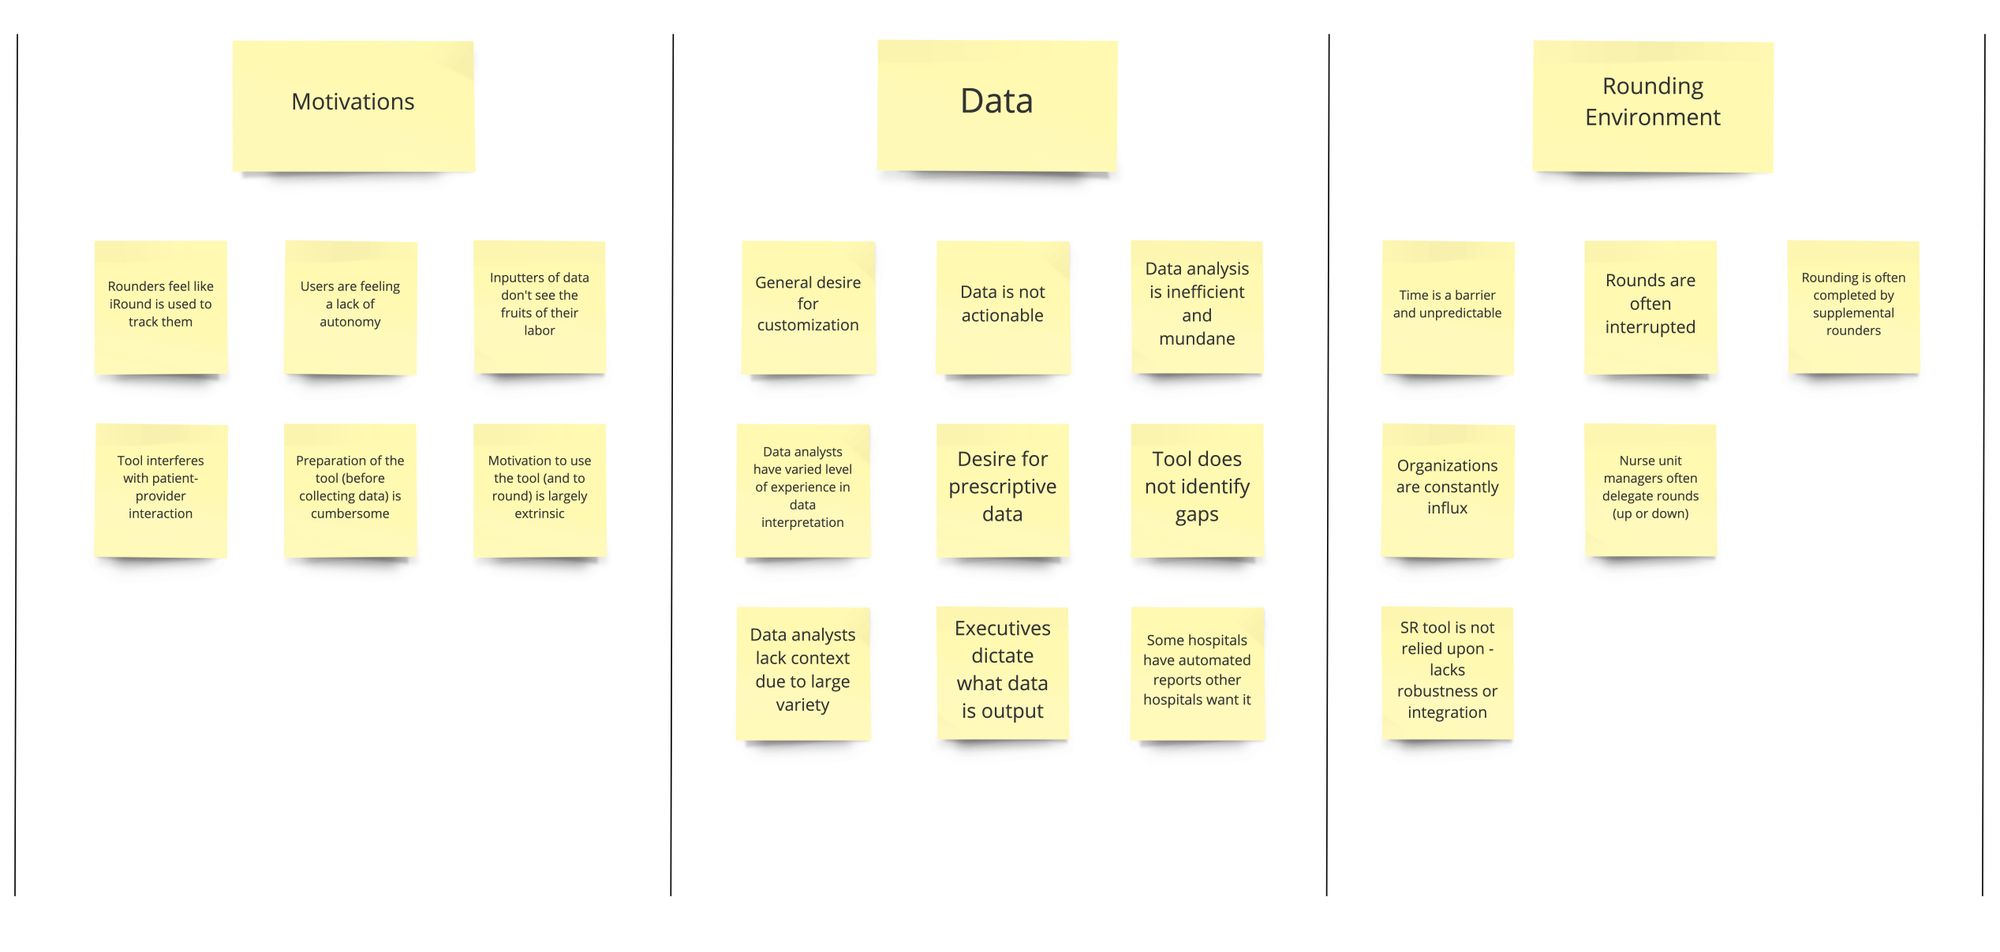 Motivations
Data
Rounding
Environment
Rounders feel like
iRound is used to
track them
Users are feeling
a lack of
autonomy
Inputters of data
don't see the
fruits of their
labor
Tool interferes
with patient-
provider
interaction
Preparation of the
tool (before
collecting data) is
cumbersome
Motivation to use
the tool (and to
round) is largely
extrinsic
General desire
for
customization
Data is not
actionable
Data analysis
is inefficient
and
mundane
Data analysts
have varied level
of experience in
data
interpretation
Desire for
prescriptive
data
Tool does
not identify
gaps
Data analysts
lack context
due to large
variety
Executives
dictate
what data
is output
Some hospitals
have automated
reports other
hospitals want it
Time is a barrier
and unpredictable
Rounds are
often
interrupted
Rounding is often
completed by
supplemental
rounders
Organizations
are constantly
influx
Nurse unit
managers often
delegate rounds
(up or down)
SR tool is not
relied upon -
lacks
robustness or
integration